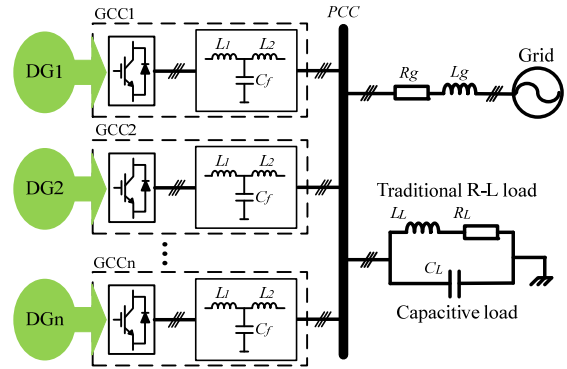 GCC1
DG1
L1
L2
Cf
GCC2
DG2
L1
L2
Cf
GCCn
DGn
L1
L2
Cf
PCC
Rg
Lg
Grid
Traditional R-L load
LL
RL
CL
Capacitive load